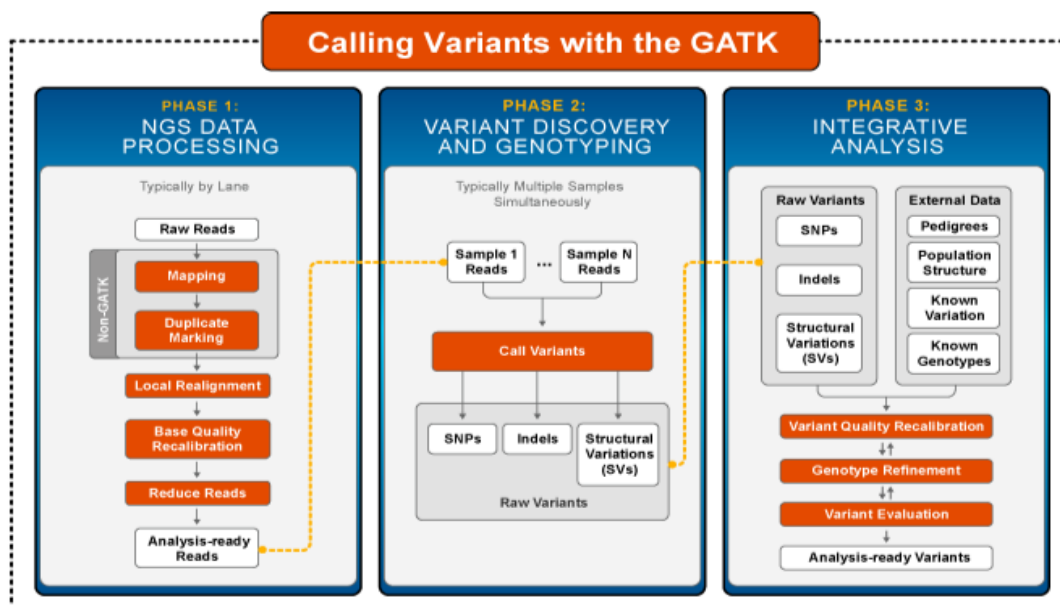 Calling Variants with the GATK
PHASE 1:
NGS DATA
PROCESSING
Typically by Lane
Raw Reads
Non-GATK
Mapping
Duplicate
Marking
Local Realignment
Base Quality
Recalibration
Reduce Reads
Analysis-ready
Reads
PHASE 2:
VARIANT DISCOVERY
AND GENOTYPING
Typically Multiple Samples
Simultaneously
Sample 1
Reads
...
Sample N
Reads
Call Variants
SNPs
Indels
Structural
Variations
(SVs)
Raw Variants
PHASE 3:
INTEGRATIVE
ANALYSIS
Raw Variants
SNPs
Indels
Structural
Variations
(SVs)
External Data
Pedigrees
Population
Structure
Known
Variation
Known
Genotypes
Variant Quality Recalibration
Genotype Refinement
Variant Evaluation
Analysis-ready Variants